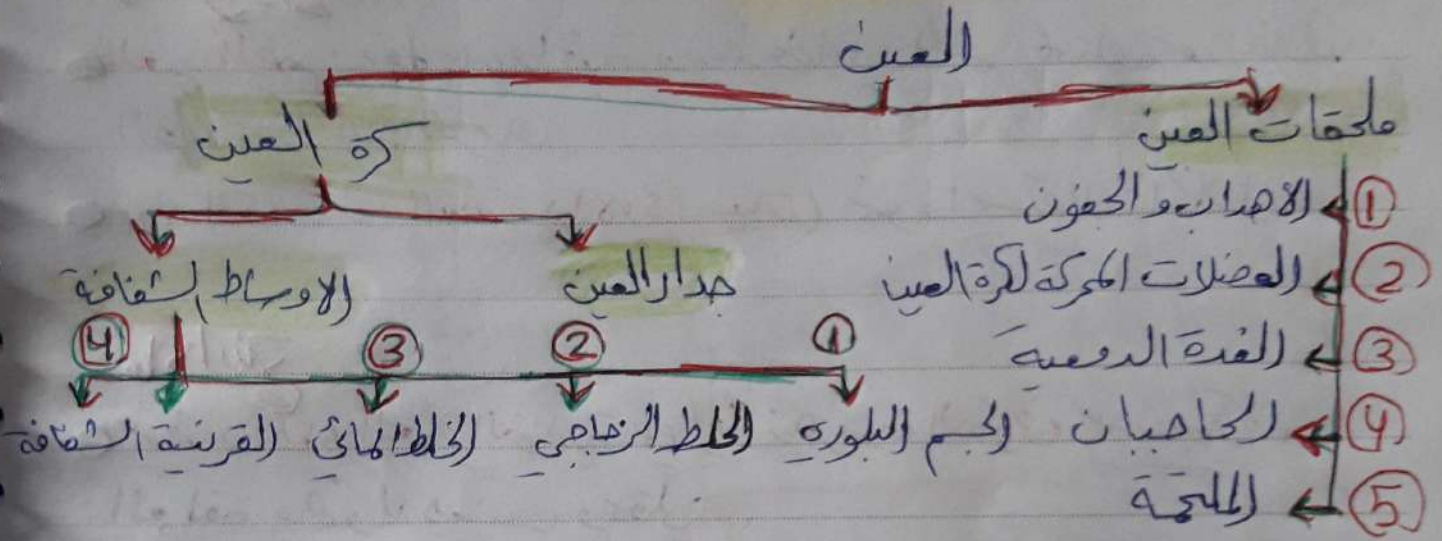 العين
ملحقات العين
كرة العين
① الاهداب و الجفون
② العضلات المحركة لكرة العين
③ الغدة الدمعية
④ الحاجبان
⑤ الملتحمة
جدار العين
الاوساط الشفافة
① ② ③ ④
الجسم البلوري الخلط الزجاجي الخلط المائي القرنية الشفافة